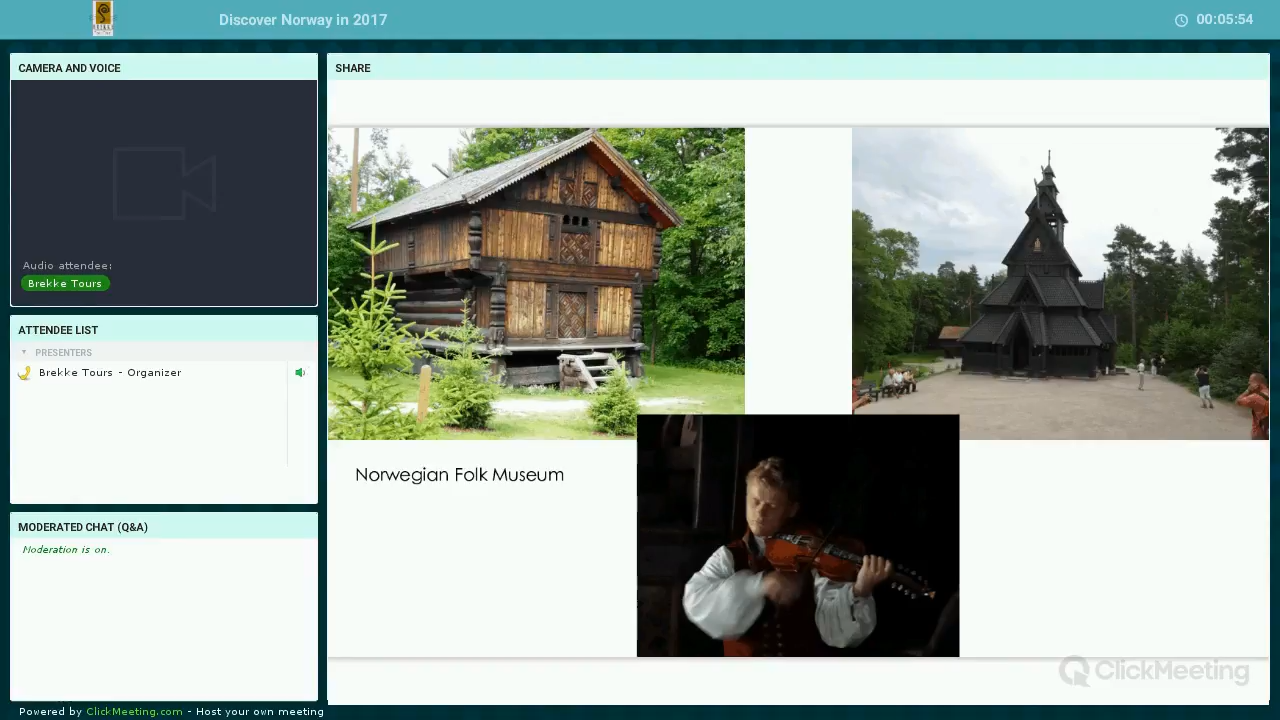 Discover Norway in 2017
00:05:54
CAMERA AND VOICE
Audio attendee:
Brekke Tours
ATTENDEE LIST
PRESENTERS
Brekke Tours - Organizer
MODERATED CHAT (Q&A)
Moderation is on.
SHARE
Norwegian Folk Museum
ClickMeeting
Powered by ClickMeeting.com - Host your own meeting